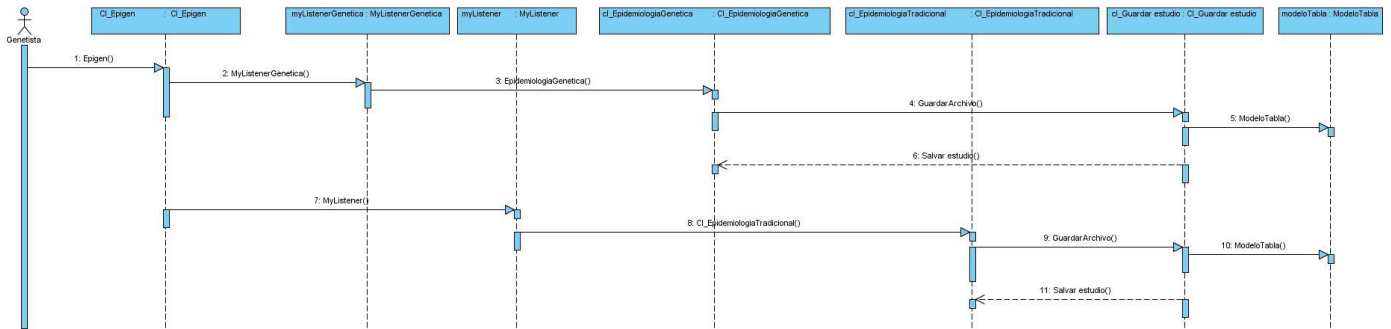 Cl_Epigen : Cl_Epigen
myListenerGenetica : MyListenerGenetica
myListener : MyListener
cl_EpidemiologiaGenetica : Cl_EpidemiologiaGenetica
cl_EpidemiologiaTradicional : Cl_EpidemiologiaTradicional
cl_Guardar estudio : Cl_Guardar estudio
modeloTabla : ModeloTabla
Genetista
1: Epigen()
2: MyListenerGenetica()
3: EpidemiologiaGenetica()
4: GuardarArchivo()
5: ModeloTabla()
6: Salvar estudio()
7: MyListener()
8: Cl_EpidemiologiaTradicional()
9: GuardarArchivo()
10: ModeloTabla()
11: Salvar estudio()